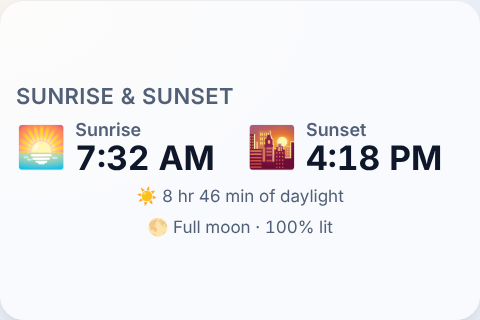 SUNRISE & SUNSET
Sunrise
7:32 AM
Sunset
4:18 PM
8 hr 46 min of daylight
Full moon · 100% lit